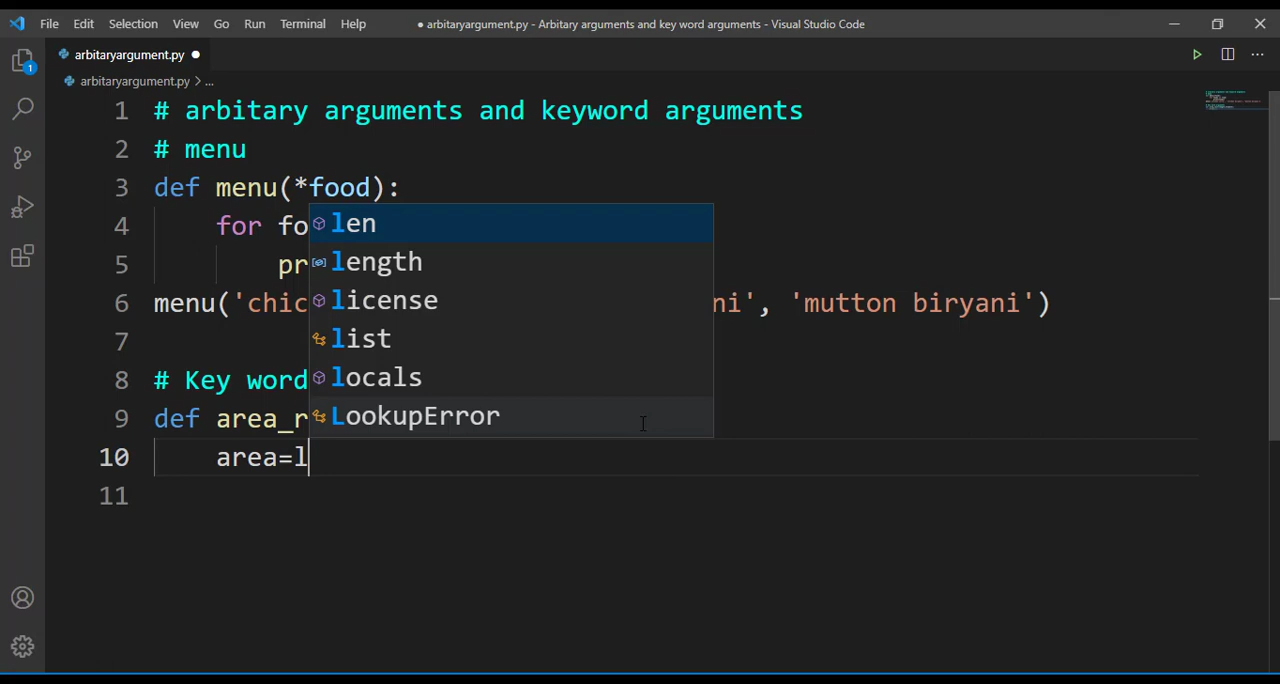 File Edit Selection View Go Run Terminal Help
● arbitaryargument.py - Arbitary arguments and key word arguments - Visual Studio Code
arbitaryargument.py ●
arbitaryargument.py > ...
1 # arbitary arguments and keyword arguments
2 # menu
3 def menu(*food):
4 for fo
5 pr
6 menu('chic ni', 'mutton biryani')
7
8 # Key word
9 def area_r
10 area=l
11
len
length
license
list
locals
LookupError
1